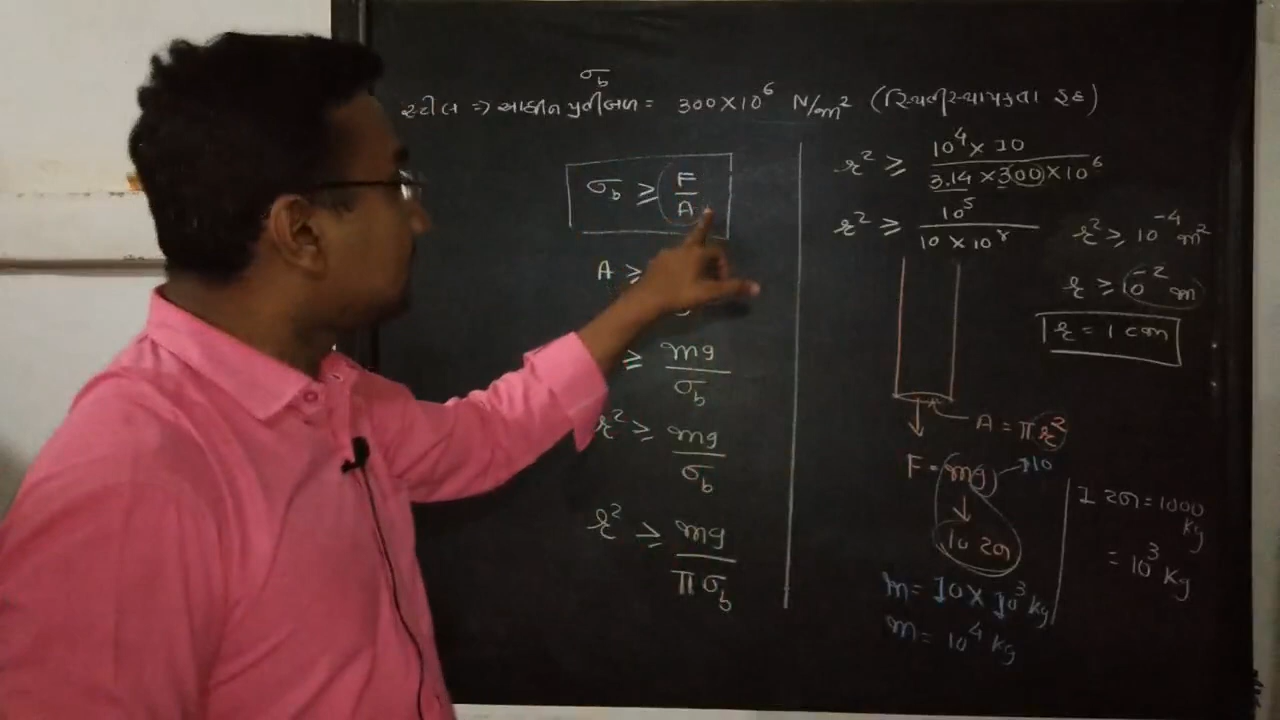 σb
સ્ટીલ => આધીન પ્રતીબળ = 300×10⁶ N/m² (સ્થિતીસ્થાપકતા હદ)
σb ≥ F/A
A ≥
≥ mg/σb
r² ≥ mg/σb
r² ≥ mg/πσb
r² ≥ 10⁴ × 10/3.14 × 300 × 10⁶
r² ≥ 10⁵/10 × 10⁸
r² ≥ 10⁻⁴ m²
r ≥ 10⁻² m
r = 1 cm
A = πr²
F = mg → 10
↓
10 ટન
m = 10 × 10³ kg
m = 10⁴ kg
1 ટન = 1000 kg
= 10³ kg